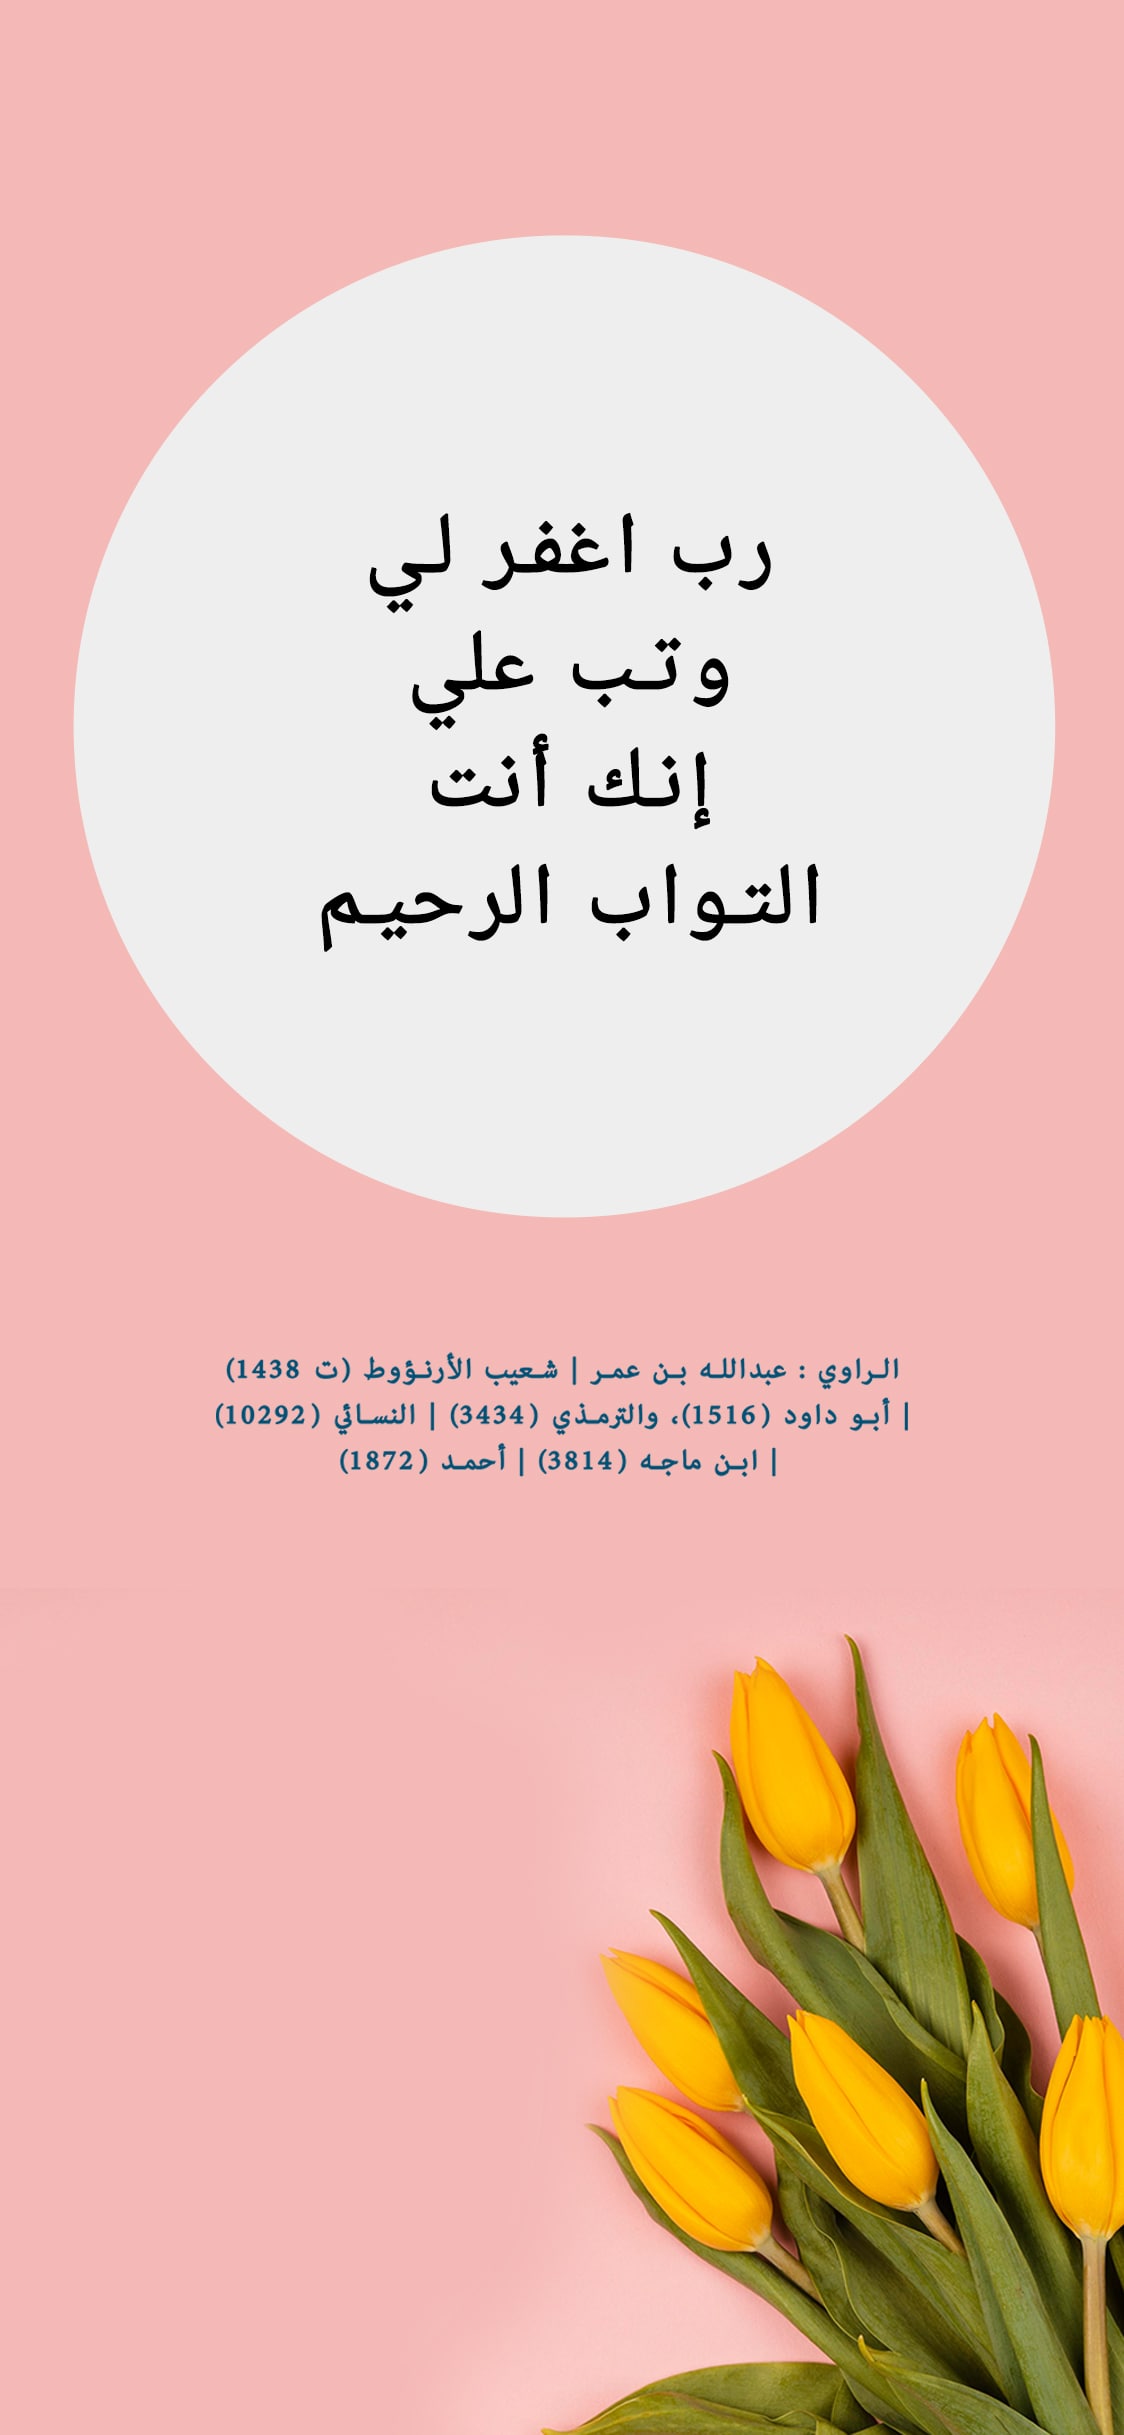 رب اغفر لي
وتب علي
إنك أنت
التواب الرحيم
الراوي : عبدالله بن عمر | شعيب الأرنؤوط (ت 1438)
| أبو داود (1516)، والترمذي (3434) | النسائي (10292)
| ابن ماجه (3814) | أحمد (1872)